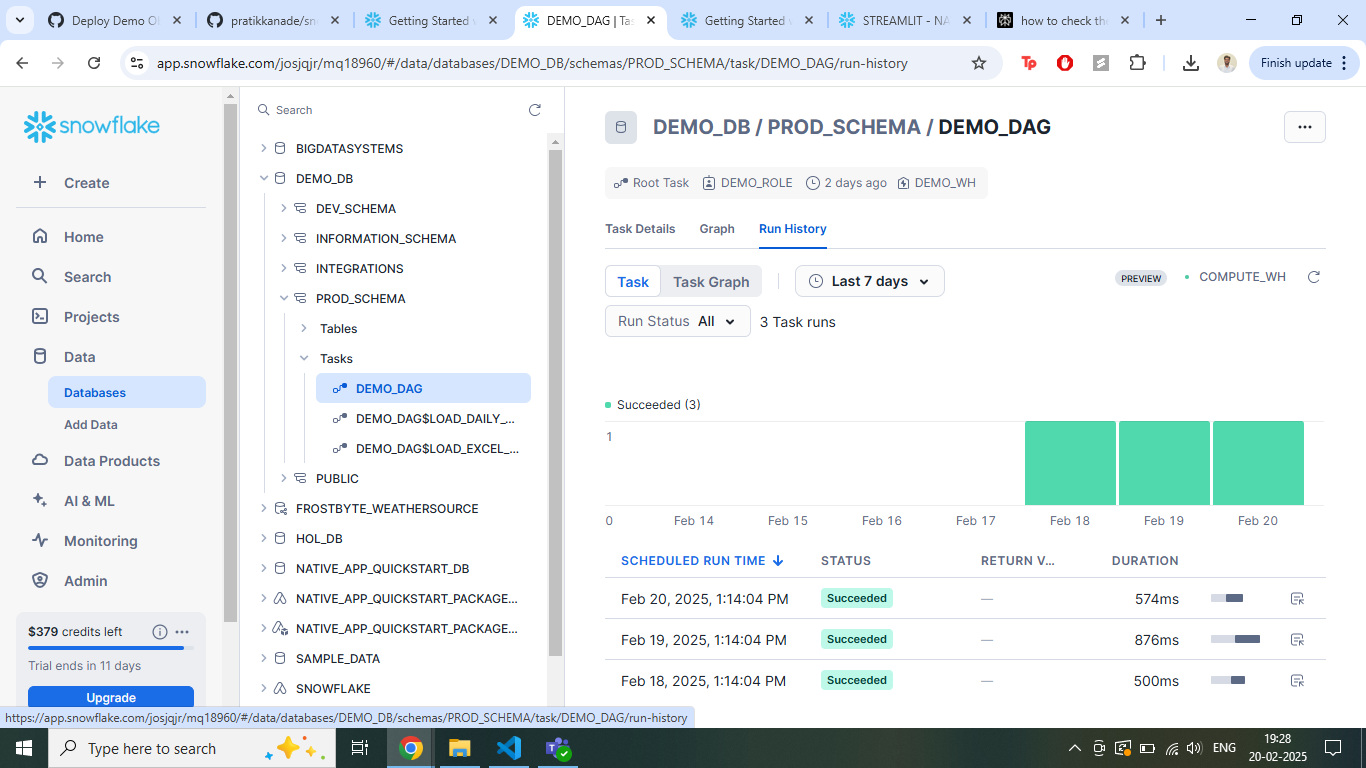 Deploy Demo OL
pratikkanade/sn
Getting Started
DEMO_DAG | Tas
Getting Started
STREAMLIT - NA
how to check the
app.snowflake.com/josjqjr/mq18960/#/data/databases/DEMO_DB/schemas/PROD_SCHEMA/task/DEMO_DAG/run-history
Tp
Finish update
snowflake
Create
Home
Search
Projects
Data
Databases
Add Data
Data Products
AI & ML
Monitoring
Admin
$379 credits left
Trial ends in 11 days
Upgrade
Search
BIGDATASYSTEMS
DEMO_DB
DEV_SCHEMA
INFORMATION_SCHEMA
INTEGRATIONS
PROD_SCHEMA
Tables
Tasks
DEMO_DAG
DEMO_DAG$LOAD_DAILY_...
DEMO_DAG$LOAD_EXCEL_...
PUBLIC
FROSTBYTE_WEATHERSOURCE
HOL_DB
NATIVE_APP_QUICKSTART_DB
NATIVE_APP_QUICKSTART_PACKAGE...
NATIVE_APP_QUICKSTART_PACKAGE...
SAMPLE_DATA
SNOWFLAKE
DEMO_DB / PROD_SCHEMA / DEMO_DAG
Root Task DEMO_ROLE 2 days ago DEMO_WH
Task Details Graph Run History
Task Task Graph Last 7 days PREVIEW COMPUTE_WH
Run Status All 3 Task runs
Succeeded (3)
1
0 Feb 14 Feb 15 Feb 16 Feb 17 Feb 18 Feb 19 Feb 20
SCHEDULED RUN TIME STATUS RETURN V... DURATION
Feb 20, 2025, 1:14:04 PM Succeeded — 574ms
Feb 19, 2025, 1:14:04 PM Succeeded — 876ms
Feb 18, 2025, 1:14:04 PM Succeeded — 500ms
https://app.snowflake.com/josjqjr/mq18960/#/data/databases/DEMO_DB/schemas/PROD_SCHEMA/task/DEMO_DAG/run-history
Type here to search
ENG
19:28
20-02-2025